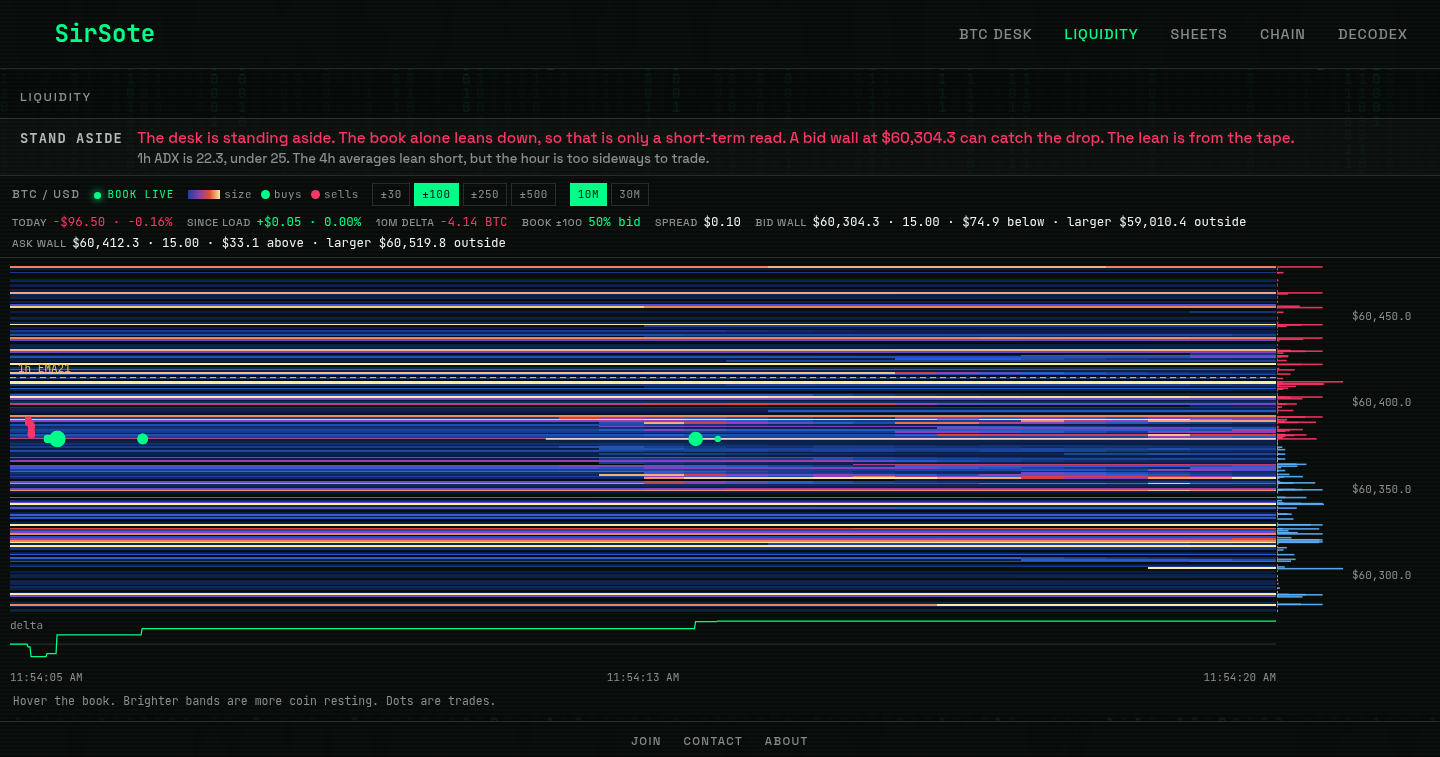 SirSote
BTC DESK LIQUIDITY SHEETS CHAIN DECODEX
LIQUIDITY
STAND ASIDE The desk is standing aside. The book alone leans down, so that is only a short-term read. A bid wall at $60,304.3 can catch the drop. The lean is from the tape.
1h ADX is 22.3, under 25. The 4h averages lean short, but the hour is too sideways to trade.
BTC / USD BOOK LIVE size buys sells ±30 ±100 ±250 ±500 10M 30M
TODAY -$96.50 · -0.16% SINCE LOAD +$0.05 · 0.00% 10M DELTA -4.14 BTC BOOK ±100 50% bid SPREAD $0.10 BID WALL $60,304.3 · 15.00 · $74.9 below · larger $59,010.4 outside
ASK WALL $60,412.3 · 15.00 · $33.1 above · larger $60,519.8 outside
$60,450.0
1h EMA21
$60,400.0
$60,350.0
$60,300.0
delta
11:54:05 AM 11:54:13 AM 11:54:20 AM
Hover the book. Brighter bands are more coin resting. Dots are trades.
JOIN CONTACT ABOUT